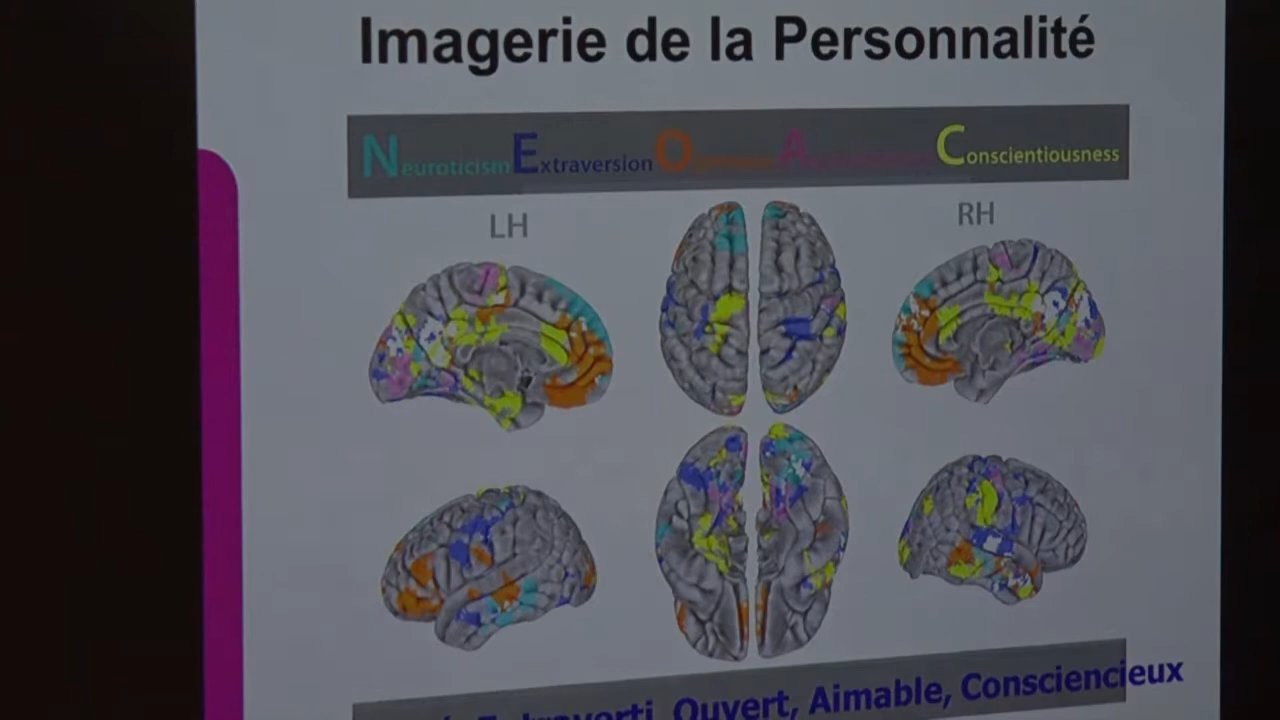 Imagerie de la Personnalité
Neuroticism Extraversion O A Conscientiousness
LH
RH
Ouvert, Aimable, Consciencieux